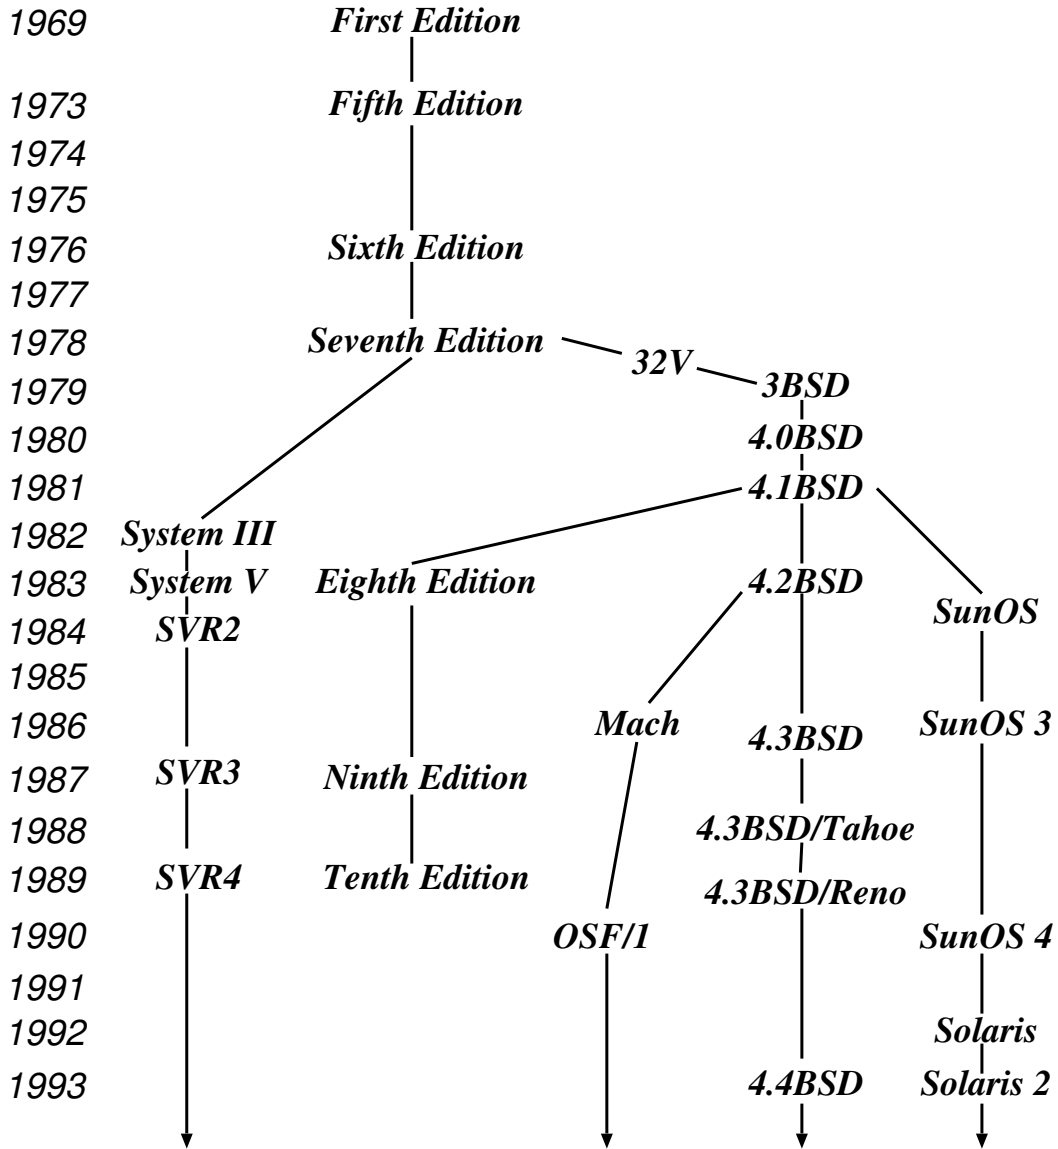 1969 First Edition
1973 Fifth Edition
1974
1975
1976 Sixth Edition
1977
1978 Seventh Edition
32V
1979 3BSD
1980 4.0BSD
1981 4.1BSD
1982 System III
1983 System V Eighth Edition 4.2BSD
SunOS
1984 SVR2
1985
1986 Mach 4.3BSD SunOS 3
1987 SVR3 Ninth Edition
1988 4.3BSD/Tahoe
1989 SVR4 Tenth Edition 4.3BSD/Reno
1990 OSF/1 SunOS 4
1991
1992 Solaris
1993 4.4BSD Solaris 2